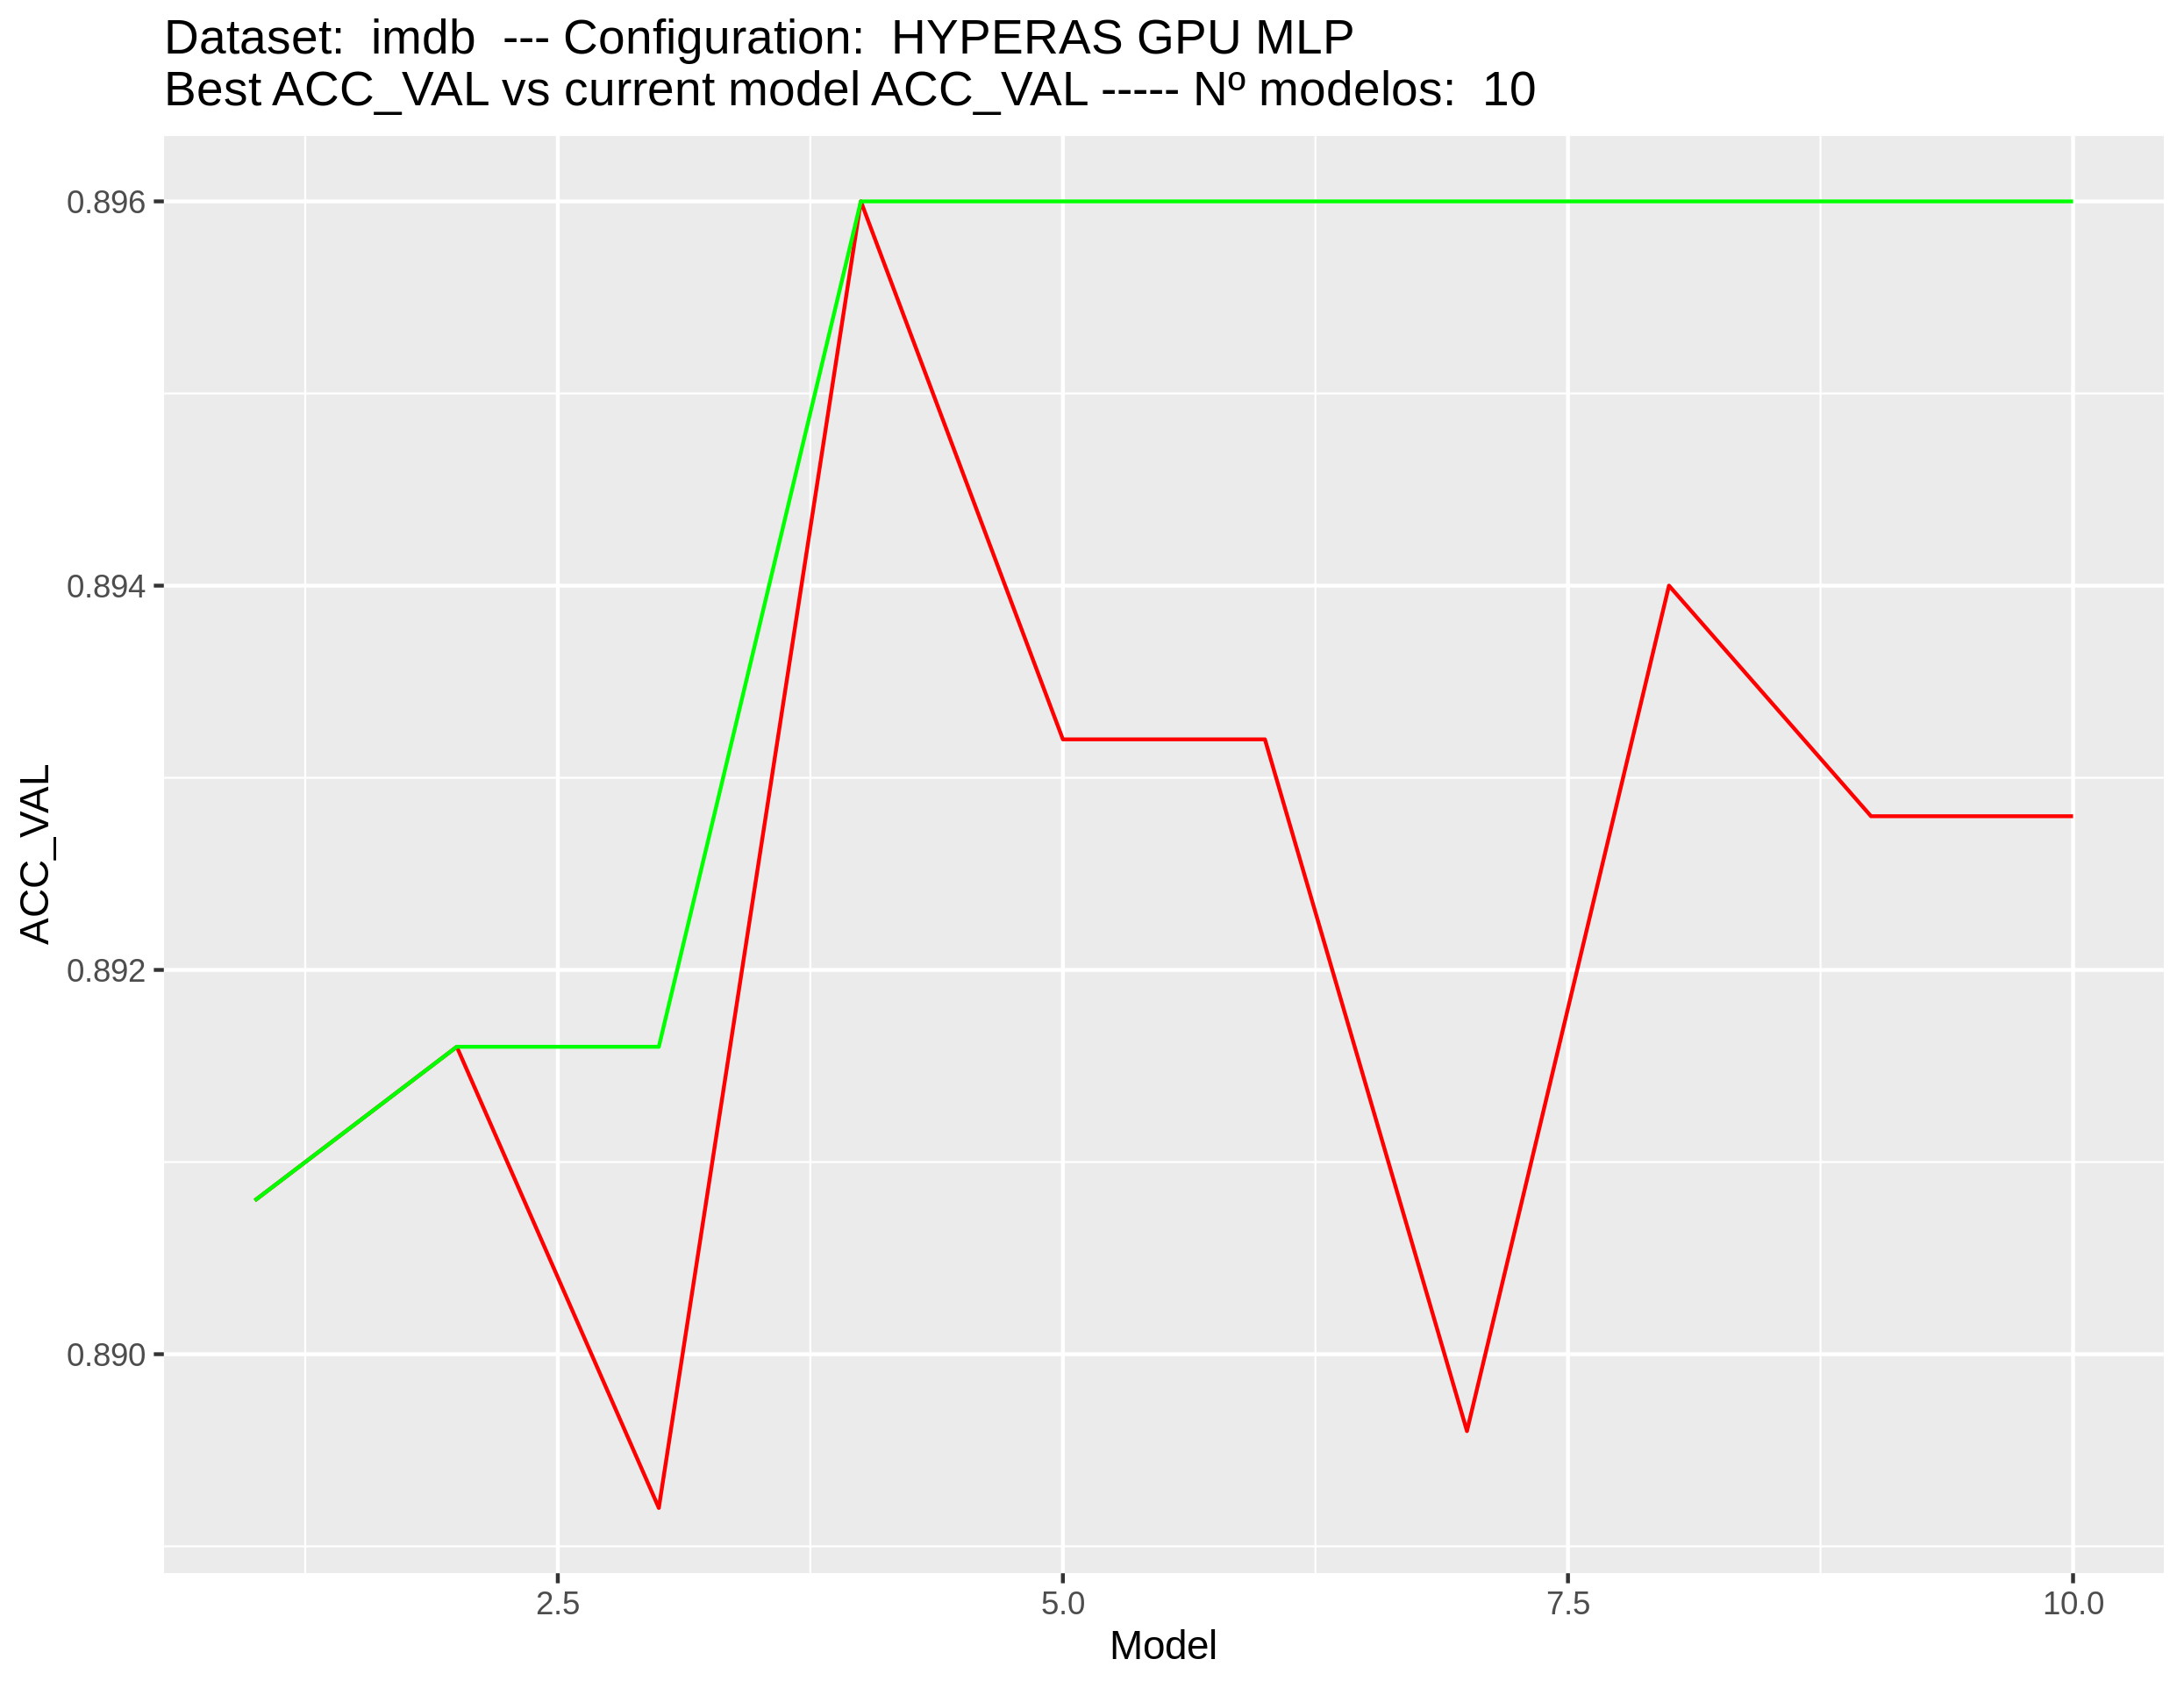 Dataset:  imdb  --- Configuration:  HYPERAS GPU MLP
Best ACC_VAL vs current model ACC_VAL ----- Nº modelos:  10
ACC_VAL
0.896
0.894
0.892
0.890
2.5 5.0 7.5 10.0
Model